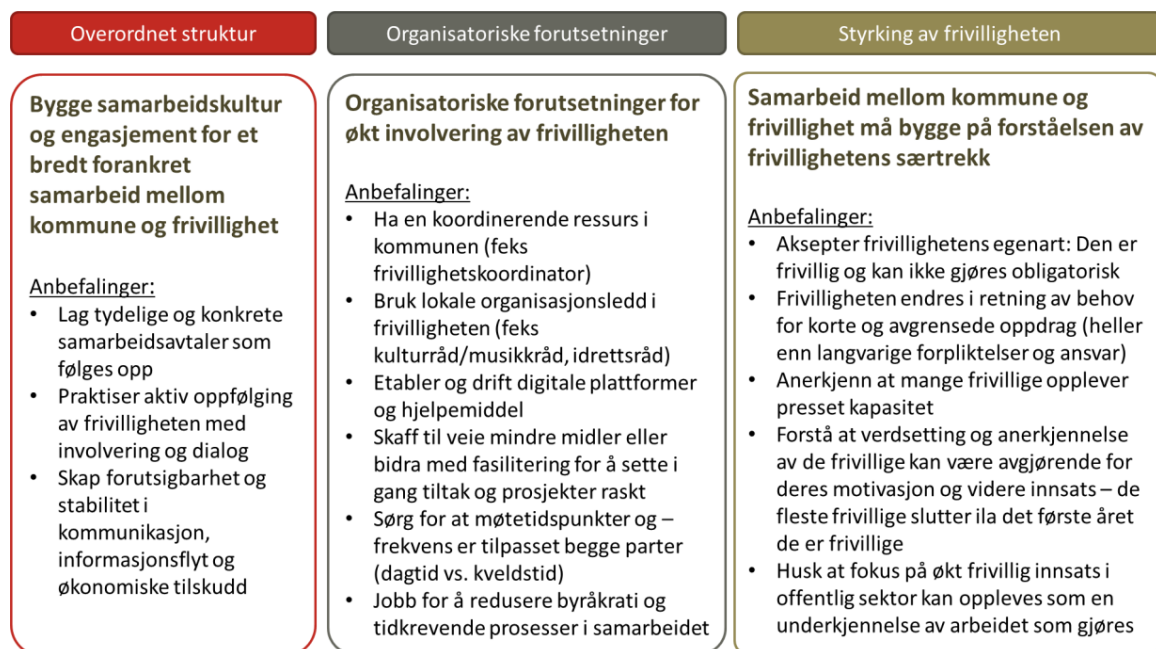 Overordnet struktur
Bygge samarbeidskultur
og engasjement for et
bredt forankret
samarbeid mellom
kommune og frivillighet
Anbefalinger:
• Lag tydelige og konkrete
samarbeidsavtaler som
følges opp
• Praktiser aktiv oppfølging
av frivilligheten med
involvering og dialog
• Skap forutsigbarhet og
stabilitet i
kommunikasjon,
informasjonsflyt og
økonomiske tilskudd
Organisatoriske forutsetninger
Organisatoriske forutsetninger for
økt involvering av frivilligheten
Anbefalinger:
• Ha en koordinerende ressurs i
kommunen (feks
frivillighetskoordinator)
• Bruk lokale organisasjonsledd i
frivilligheten (feks
kulturråd/musikkråd, idrettsråd)
• Etabler og drift digitale plattformer
og hjelpemiddel
• Skaff til veie mindre midler eller
bidra med fasilitering for å sette i
gang tiltak og prosjekter raskt
• Sørg for at møtetidspunkter og –
frekvens er tilpasset begge parter
(dagtid vs. kveldstid)
• Jobb for å redusere byråkrati og
tidkrevende prosesser i samarbeidet
Styrking av frivilligheten
Samarbeid mellom kommune og
frivillighet må bygge på forståelsen av
frivillighetens særtrekk
Anbefalinger:
• Aksepter frivillighetens egenart: Den er
frivillig og kan ikke gjøres obligatorisk
• Frivilligheten endres i retning av behov
for korte og avgrensede oppdrag (heller
enn langvarige forpliktelser og ansvar)
• Anerkjenn at mange frivillige opplever
presset kapasitet
• Forstå at verdsetting og anerkjennelse
av de frivillige kan være avgjørende for
deres motivasjon og videre innsats – de
fleste frivillige slutter ila det første året
de er frivillige
• Husk at fokus på økt frivillig innsats i
offentlig sektor kan oppleves som en
underkjennelse av arbeidet som gjøres